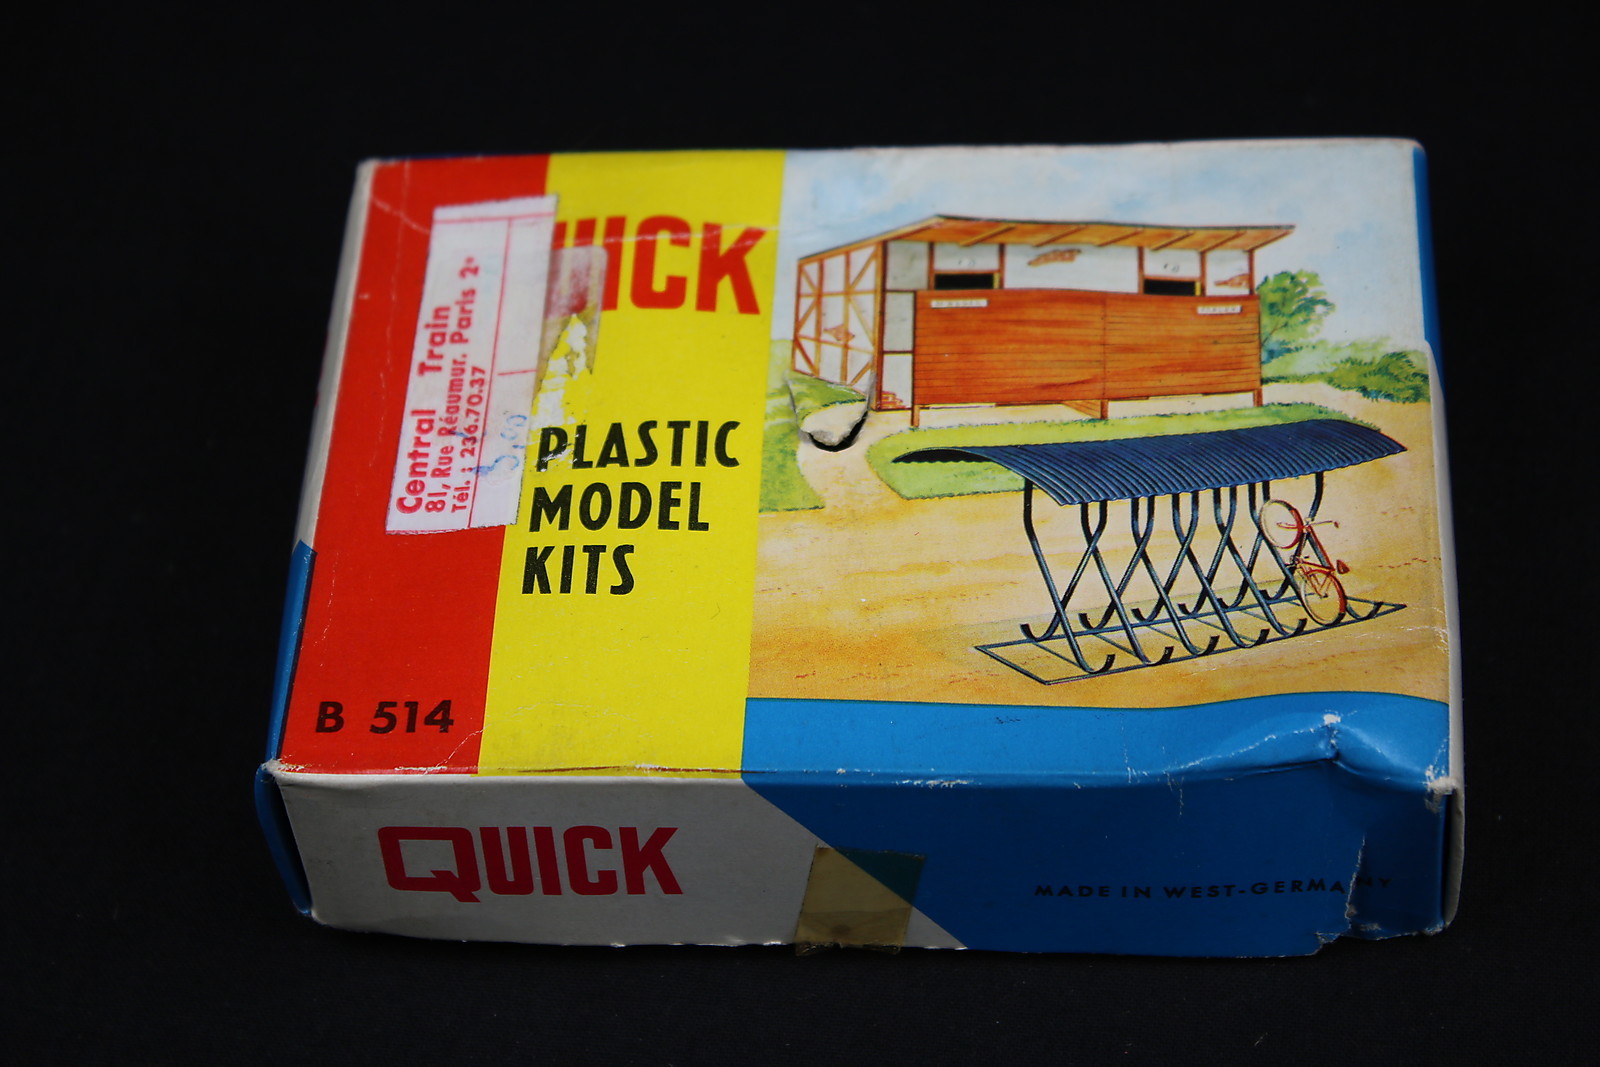 Central Train
81, Rue Réaumur. Paris 2e
Tél. : 236.70.37
UICK
PLASTIC
MODEL
KITS
B 514
QUICK
MADE IN WEST-GERMANY